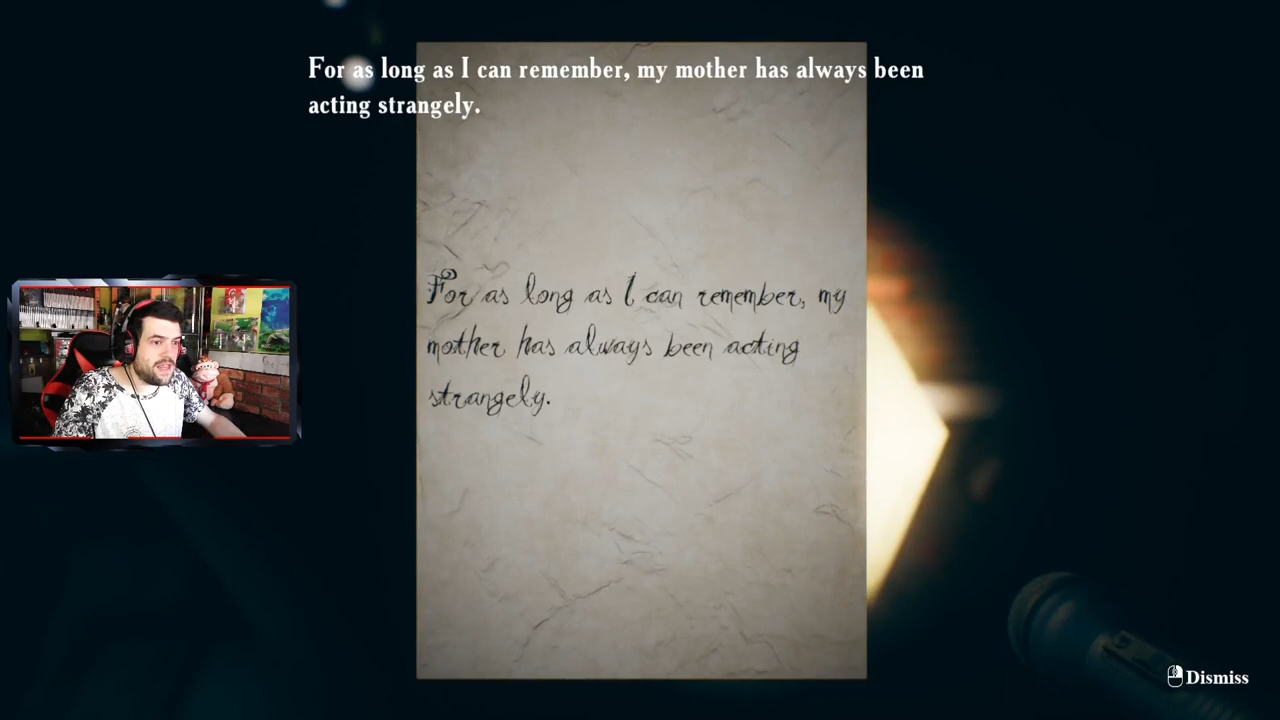 For as long as I can remember, my mother has always been
acting strangely.
For as long as I can remember, my
mother has always been acting
strangely.
Dismiss